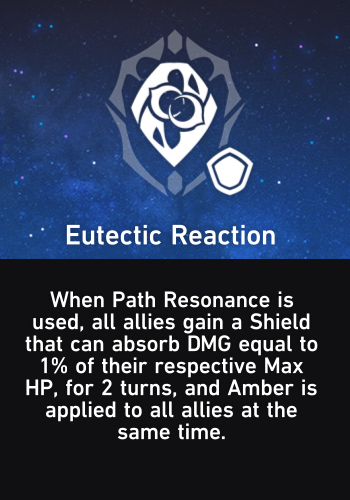 Eutectic Reaction
When Path Resonance is
used, all allies gain a Shield
that can absorb DMG equal to
1% of their respective Max
HP, for 2 turns, and Amber is
applied to all allies at the
same time.